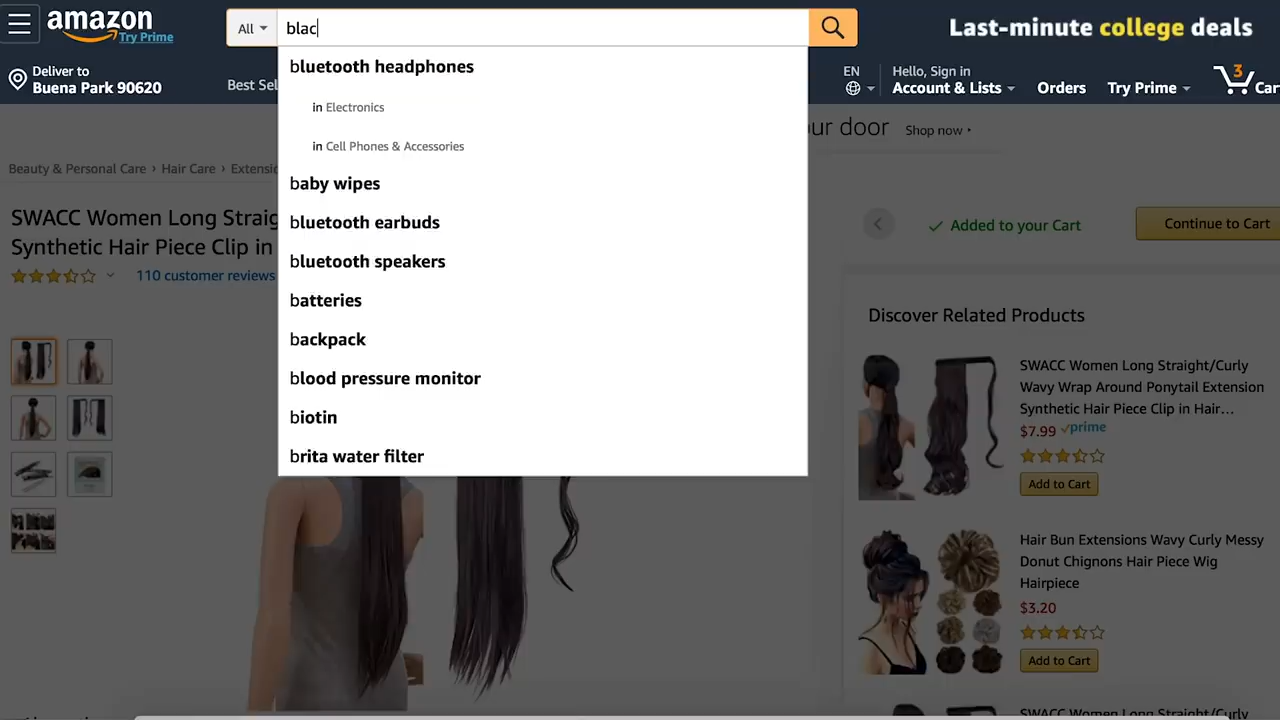 amazon
Try Prime
All
blac
Last-minute college deals
Deliver to
Buena Park 90620
Best Sel
EN
Hello, Sign in
Account & Lists
Orders
Try Prime
3
Car
bluetooth headphones
in Electronics
in Cell Phones & Accessories
baby wipes
bluetooth earbuds
bluetooth speakers
batteries
backpack
blood pressure monitor
biotin
brita water filter
ur door
Shop now
Beauty & Personal Care › Hair Care › Extensio
SWACC Women Long Straig
Synthetic Hair Piece Clip in
110 customer reviews
Added to your Cart
Continue to Cart
Discover Related Products
SWACC Women Long Straight/Curly
Wavy Wrap Around Ponytail Extension
Synthetic Hair Piece Clip in Hair…
$7.99 prime
Add to Cart
Hair Bun Extensions Wavy Curly Messy
Donut Chignons Hair Piece Wig
Hairpiece
$3.20
Add to Cart
SWACC Women Long Straight/Curly